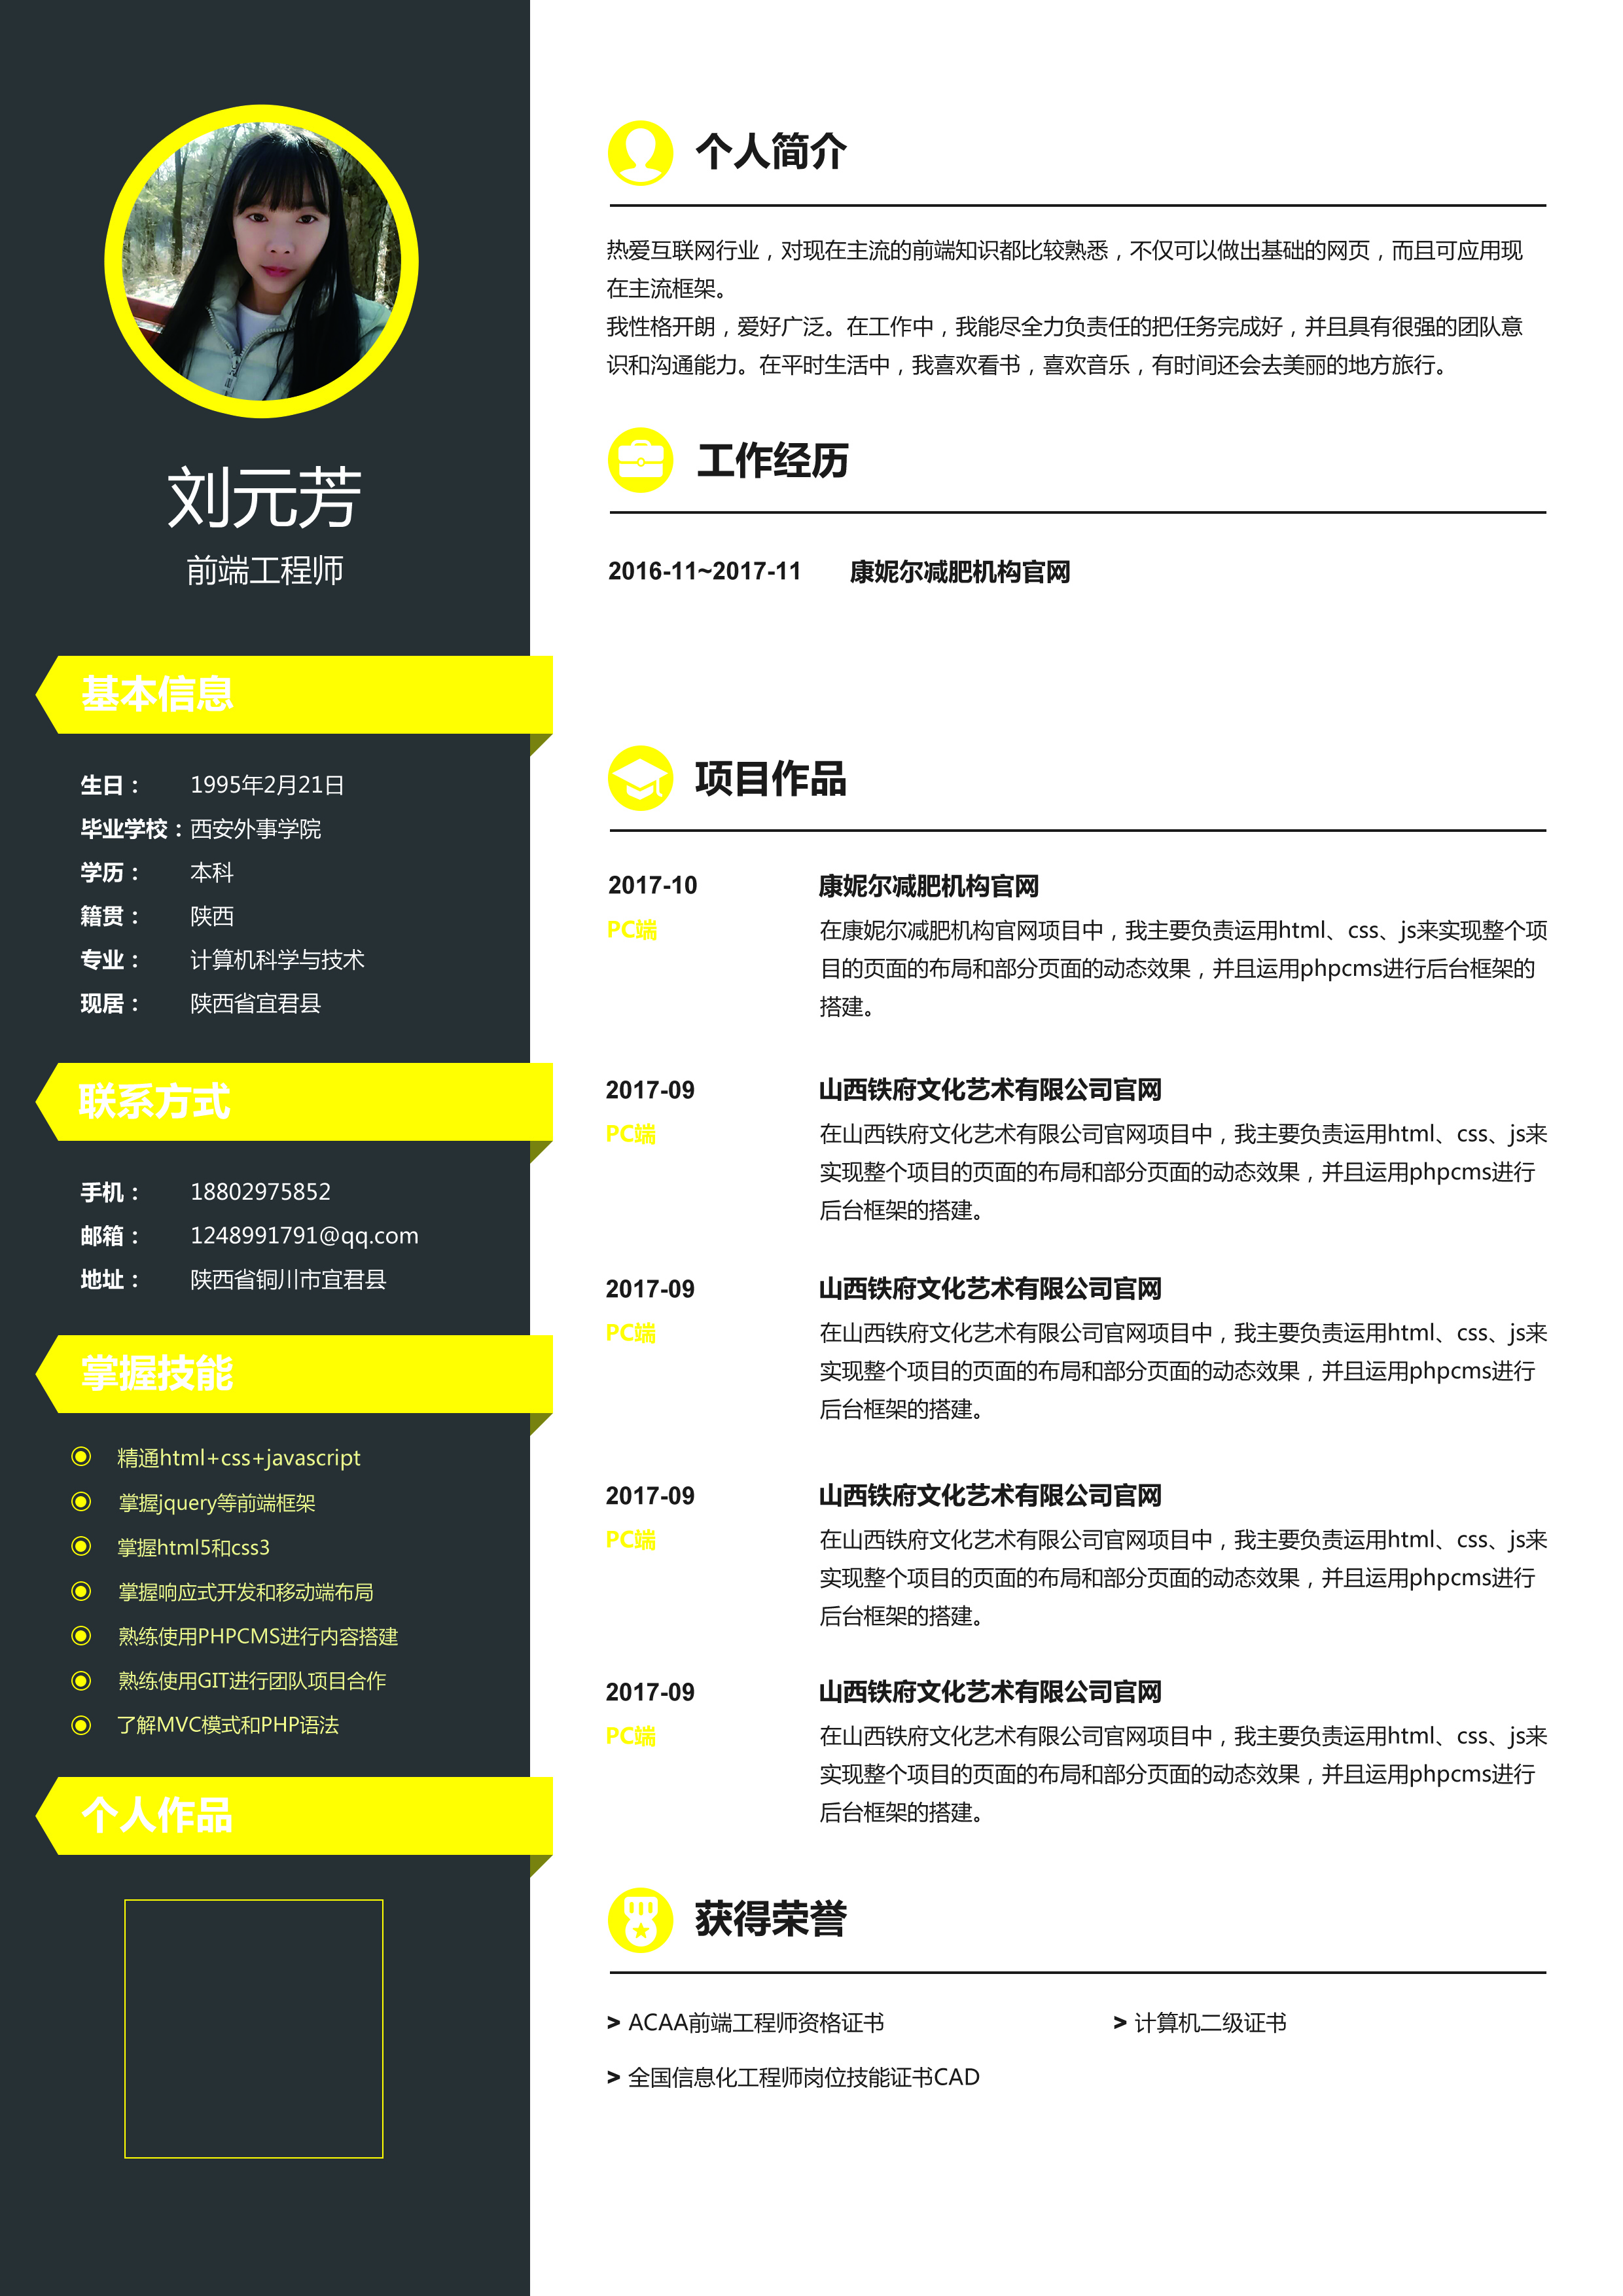 刘元芳
前端工程师
基本信息
生日： 1995年2月21日
毕业学校：西安外事学院
学历： 本科
籍贯： 陕西
专业： 计算机科学与技术
现居： 陕西省宜君县
联系方式
手机： 18802975852
邮箱： 1248991791@qq.com
地址： 陕西省铜川市宜君县
掌握技能
精通html+css+javascript
掌握jquery等前端框架
掌握html5和css3
掌握响应式开发和移动端布局
熟练使用PHPCMS进行内容搭建
熟练使用GIT进行团队项目合作
了解MVC模式和PHP语法
个人作品
个人简介
热爱互联网行业，对现在主流的前端知识都比较熟悉，不仅可以做出基础的网页，而且可应用现
在主流框架。
我性格开朗，爱好广泛。在工作中，我能尽全力负责任的把任务完成好，并且具有很强的团队意
识和沟通能力。在平时生活中，我喜欢看书，喜欢音乐，有时间还会去美丽的地方旅行。
工作经历
2016-11~2017-11 康妮尔减肥机构官网
项目作品
2017-10 康妮尔减肥机构官网
PC端 在康妮尔减肥机构官网项目中，我主要负责运用html、css、js来实现整个项
目的页面的布局和部分页面的动态效果，并且运用phpcms进行后台框架的
搭建。
2017-09 山西铁府文化艺术有限公司官网
PC端 在山西铁府文化艺术有限公司官网项目中，我主要负责运用html、css、js来
实现整个项目的页面的布局和部分页面的动态效果，并且运用phpcms进行
后台框架的搭建。
2017-09 山西铁府文化艺术有限公司官网
PC端 在山西铁府文化艺术有限公司官网项目中，我主要负责运用html、css、js来
实现整个项目的页面的布局和部分页面的动态效果，并且运用phpcms进行
后台框架的搭建。
2017-09 山西铁府文化艺术有限公司官网
PC端 在山西铁府文化艺术有限公司官网项目中，我主要负责运用html、css、js来
实现整个项目的页面的布局和部分页面的动态效果，并且运用phpcms进行
后台框架的搭建。
2017-09 山西铁府文化艺术有限公司官网
PC端 在山西铁府文化艺术有限公司官网项目中，我主要负责运用html、css、js来
实现整个项目的页面的布局和部分页面的动态效果，并且运用phpcms进行
后台框架的搭建。
获得荣誉
> ACAA前端工程师资格证书 > 计算机二级证书
> 全国信息化工程师岗位技能证书CAD